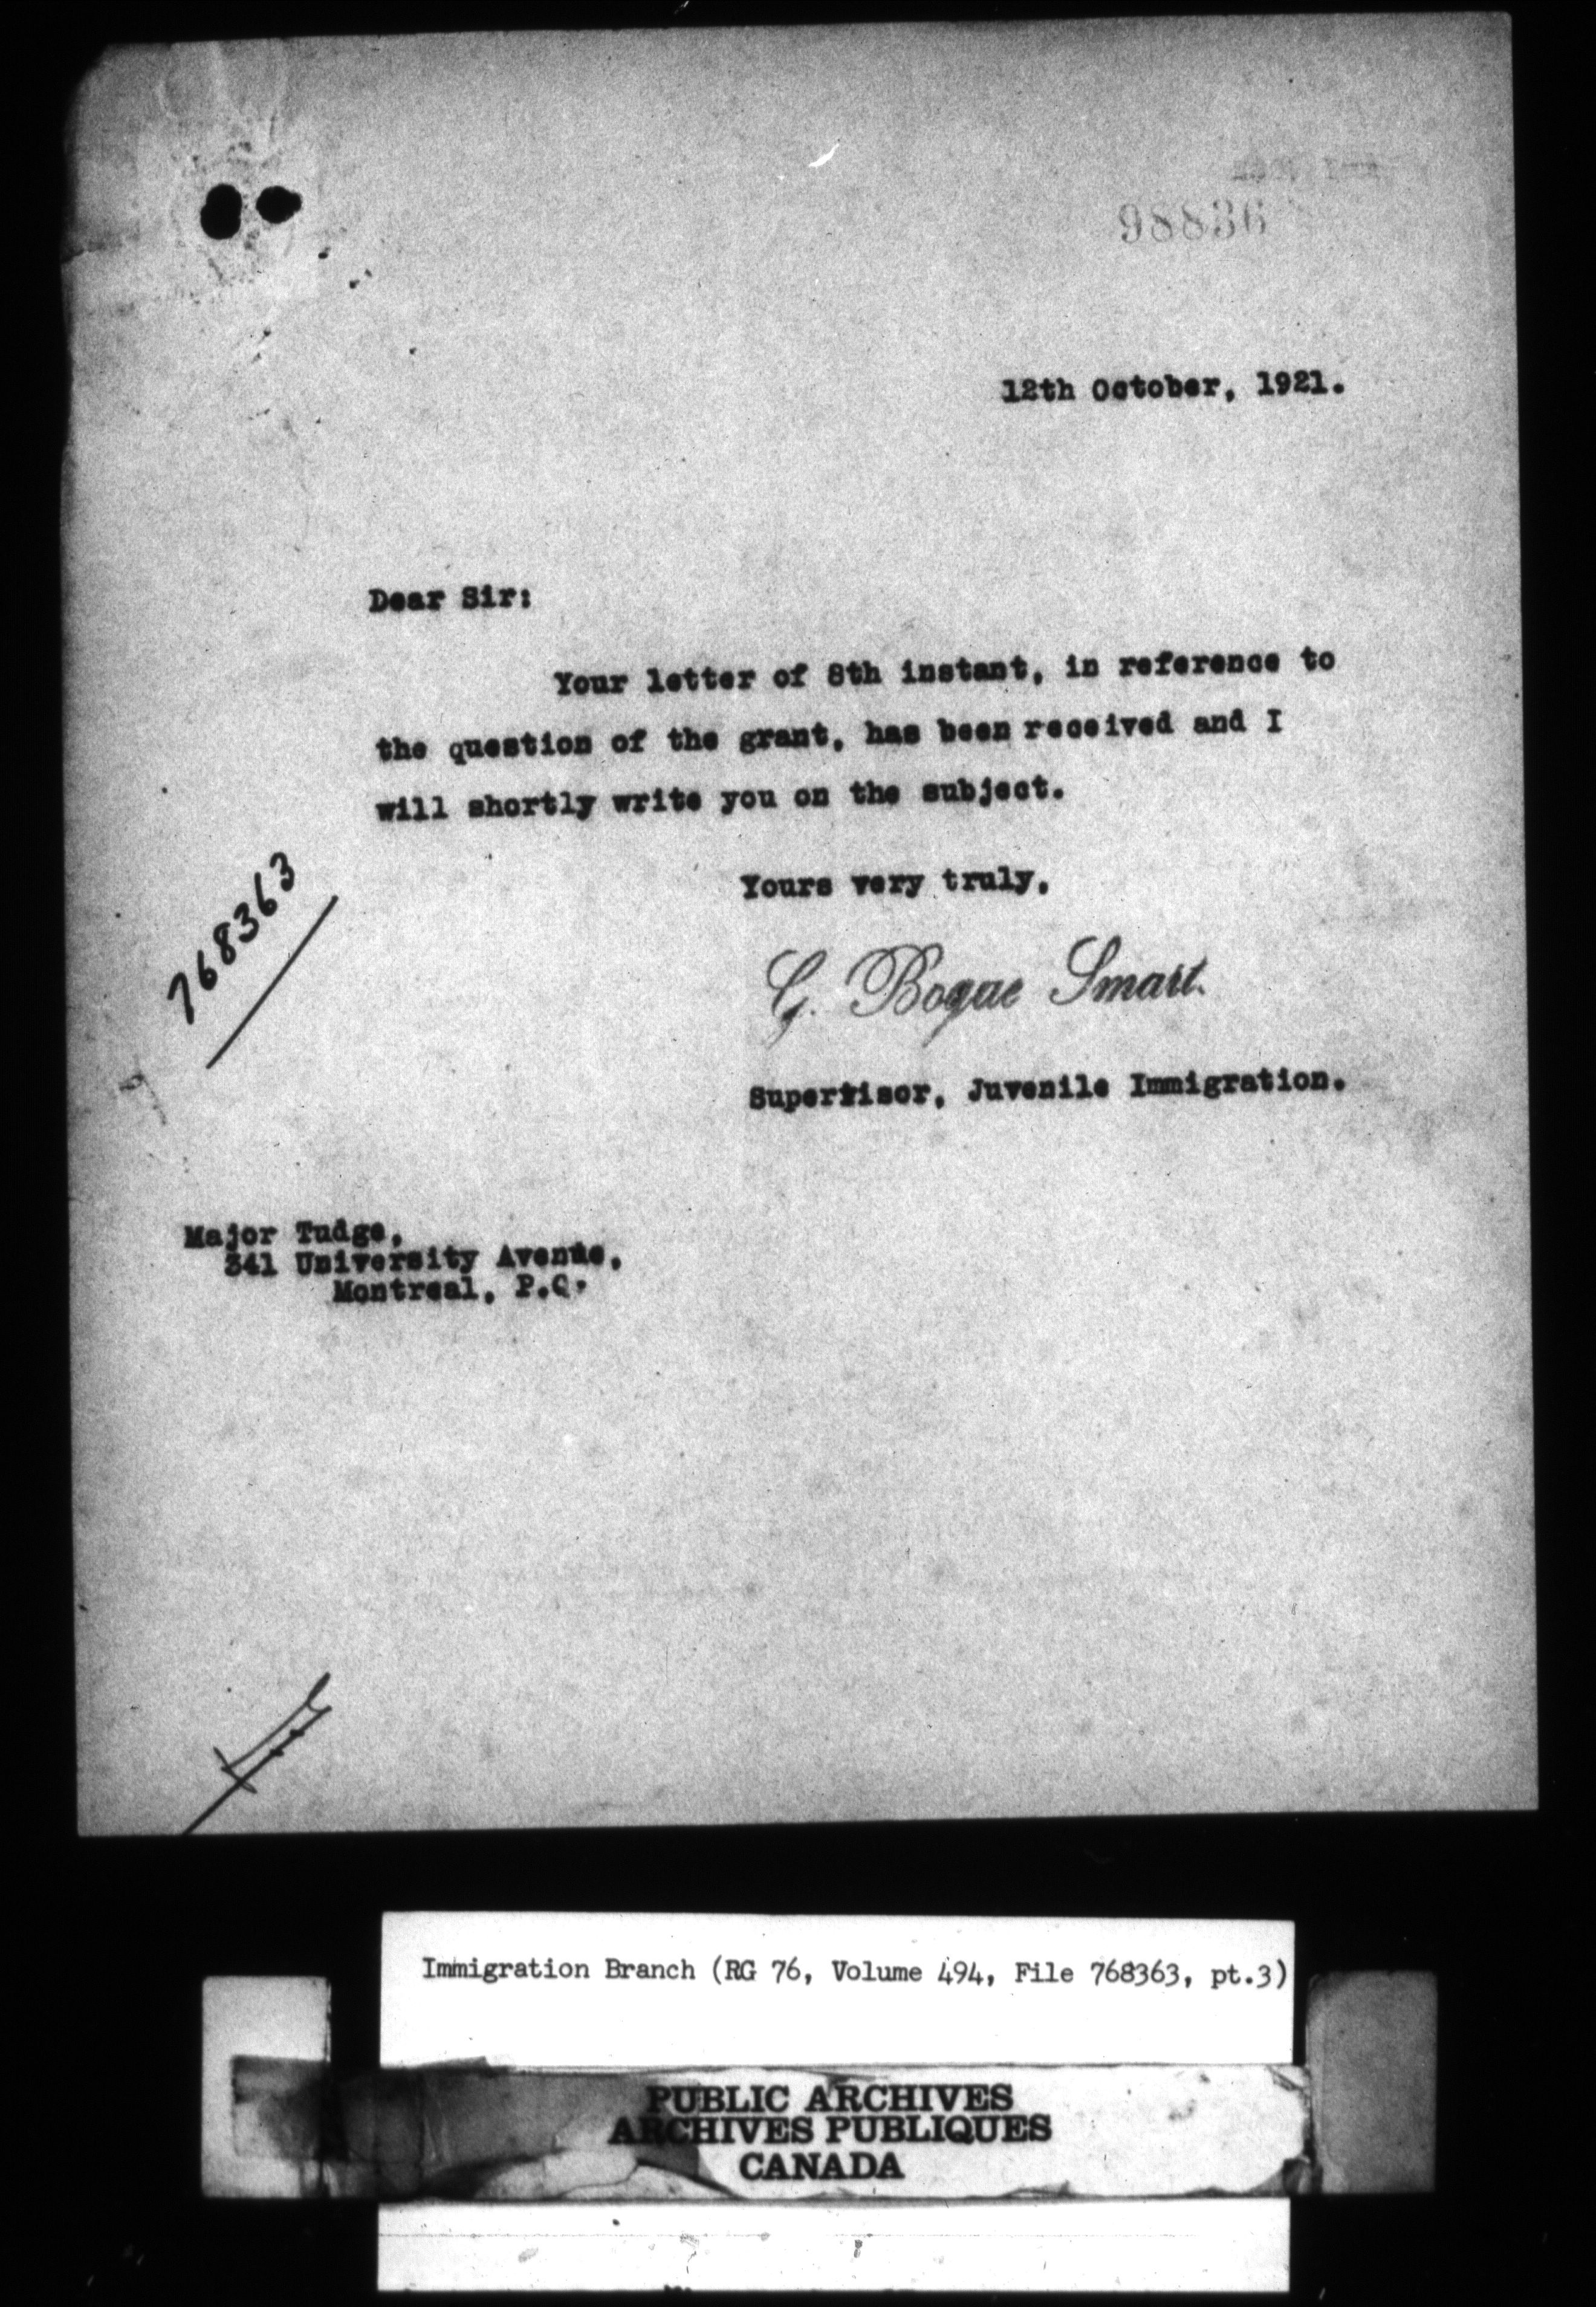 98836
12th October, 1921.
Dear Sir:
Your letter of 8th instant, in reference to
the question of the grant, has been received and I
will shortly write you on the subject.
768363
Yours very truly,
G. Bogue Smart.
Supervisor, Juvenile Immigration.
Major Tudge,
341 University Avenue,
Montreal, P.Q.
Immigration Branch (RG 76, Volume 494, File 768363, pt.3)
PUBLIC ARCHIVES
ARCHIVES PUBLIQUES
CANADA